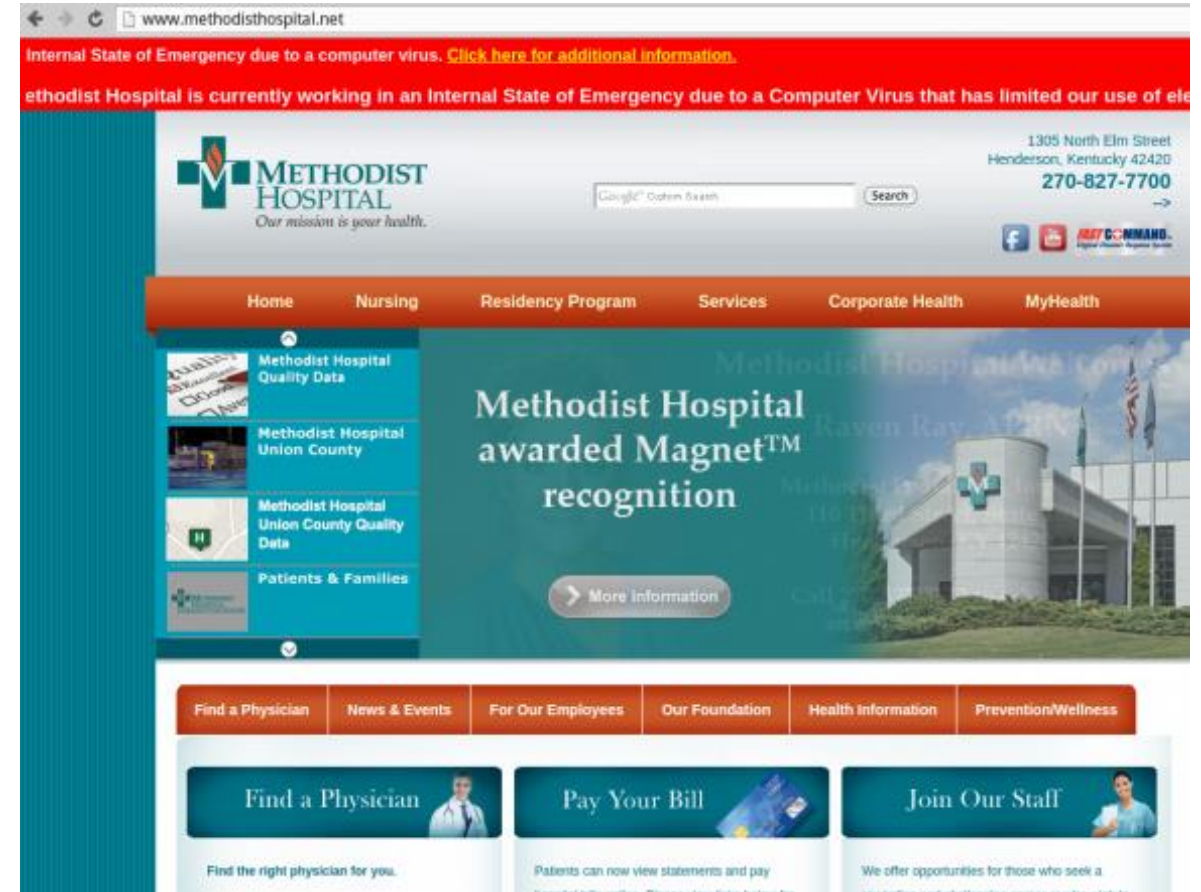 www.methodisthospital.net
Internal State of Emergency due to a computer virus. Click here for additional information.
ethodist Hospital is currently working in an Internal State of Emergency due to a Computer Virus that has limited our use of ele
1305 North Elm Street
Henderson, Kentucky 42420
270-827-7700
-->
METHODIST
HOSPITAL
Our mission is your health.
Google™ Custom Search
Search
FAST COMMAND
Home Nursing Residency Program Services Corporate Health MyHealth
Methodist Hospital
Quality Data
Methodist Hospital
Union County
Methodist Hospital
Union County Quality
Data
Patients & Families
Methodist Hospital
awarded Magnet™
recognition
More information
Find a Physician News & Events For Our Employees Our Foundation Health Information Prevention/Wellness
Find a Physician
Pay Your Bill
Join Our Staff
Find the right physician for you.
Patients can now view statements and pay
We offer opportunities for those who seek a